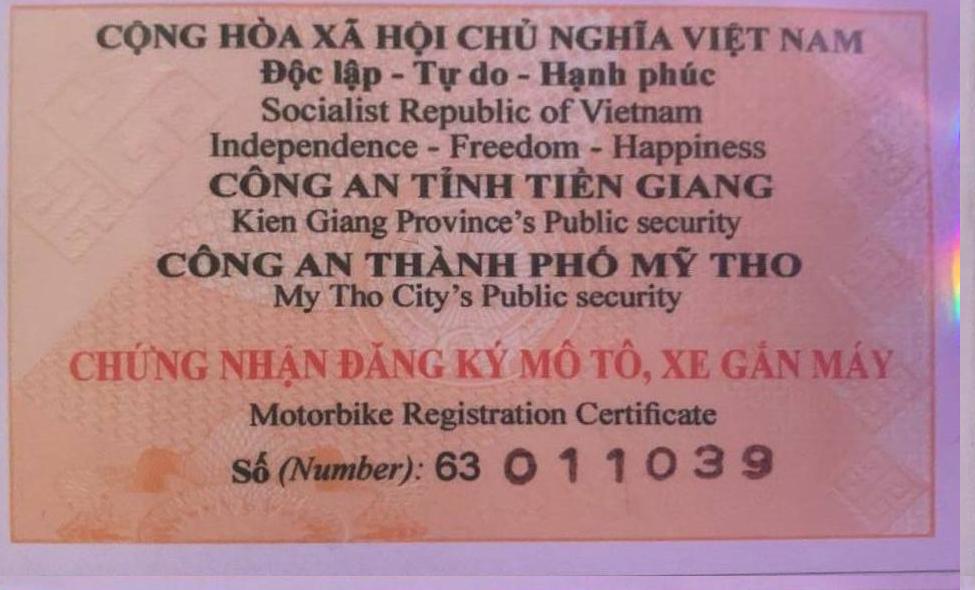 CỘNG HÒA XÃ HỘI CHỦ NGHĨA VIỆT NAM
Độc lập - Tự do - Hạnh phúc
Socialist Republic of Vietnam
Independence - Freedom - Happiness
CÔNG AN TỈNH TIỀN GIANG
Kien Giang Province's Public security
CÔNG AN THÀNH PHỐ MỸ THO
My Tho City's Public security
CHỨNG NHẬN ĐĂNG KÝ MÔ TÔ, XE GẮN MÁY
Motorbike Registration Certificate
Số (Number): 63 011039